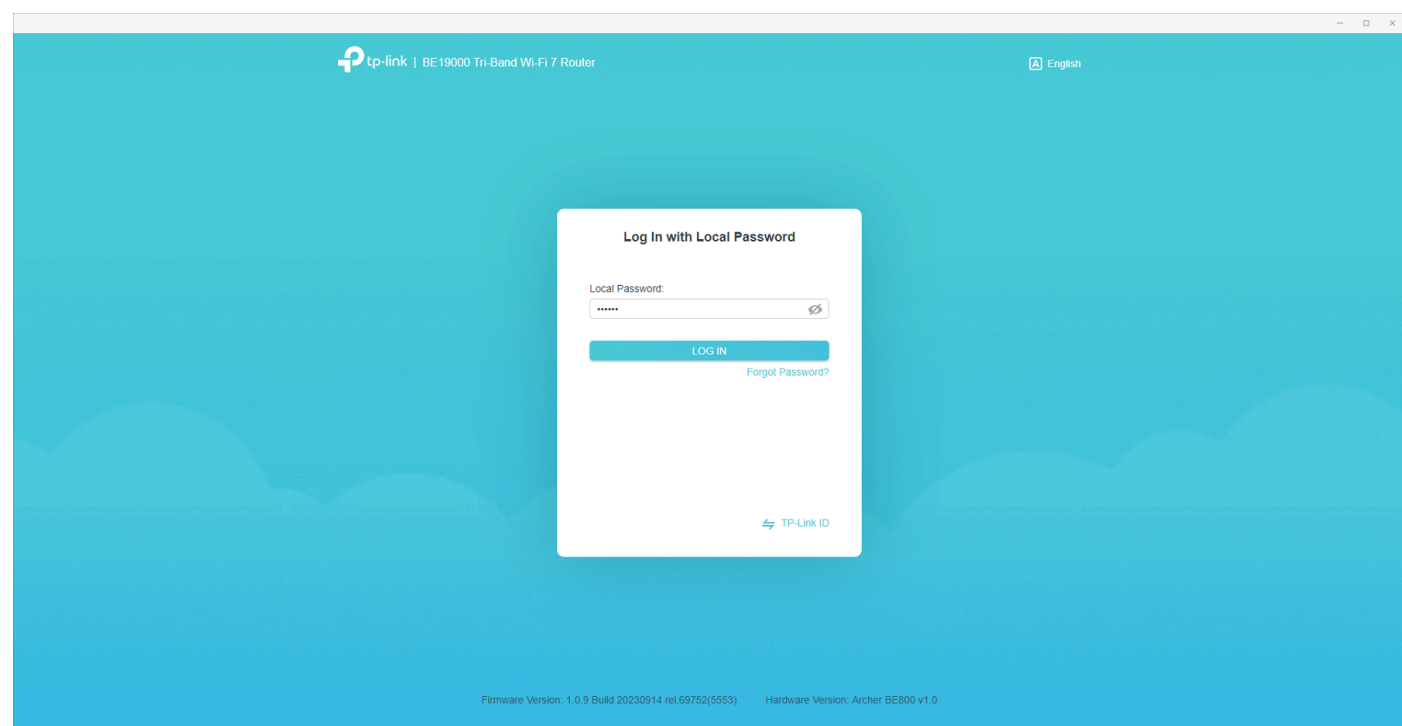 tp-link | BE19000 Tri-Band Wi-Fi 7 Router
A English
Log In with Local Password
Local Password:
••••••
LOG IN
Forgot Password?
TP-Link ID
Firmware Version: 1.0.9 Build 20230914 rel.69752(5553) Hardware Version: Archer BE800 v1.0